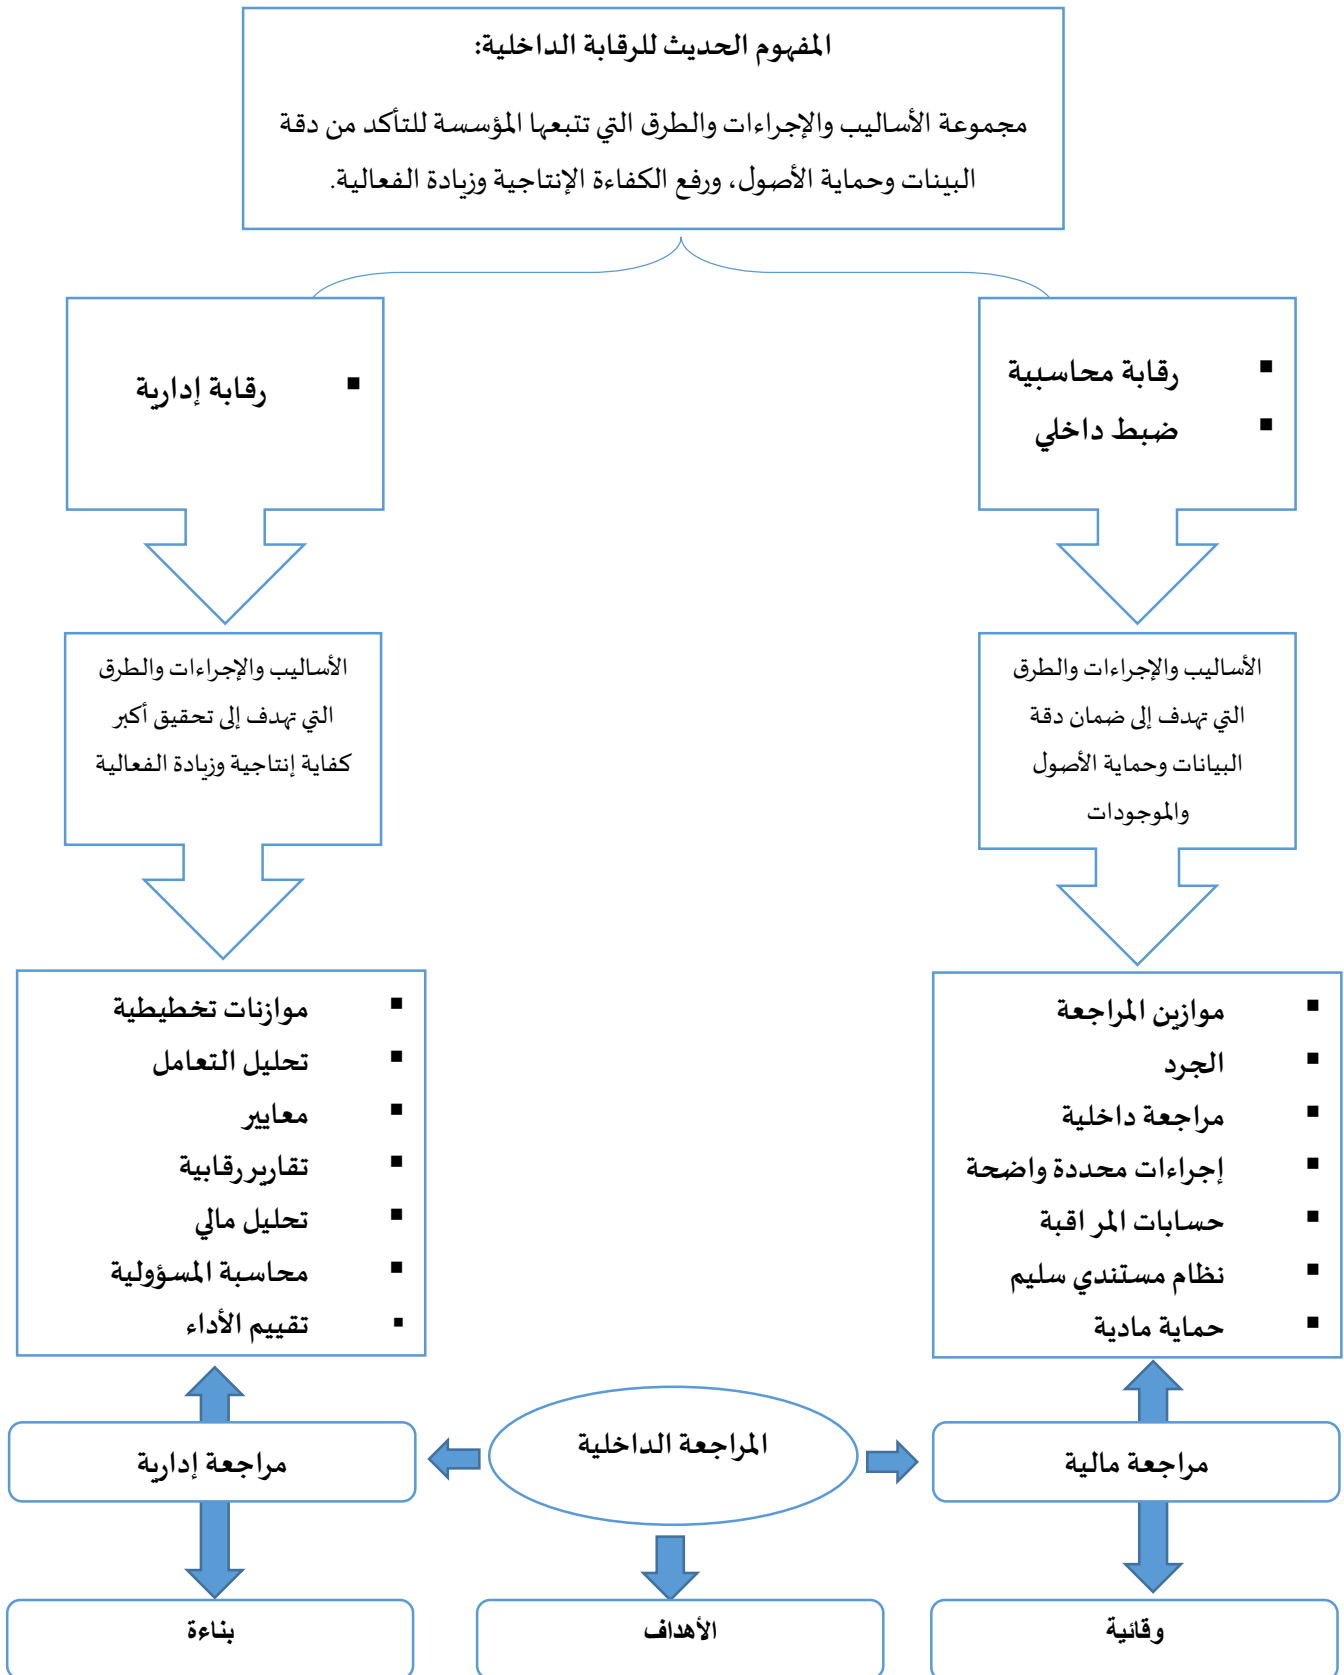 المفهوم الحديث للرقابة الداخلية:
مجموعة الأساليب والإجراءات والطرق التي تتبعها المؤسسة للتأكد من دقة
البينات وحماية الأصول، ورفع الكفاءة الإنتاجية وزيادة الفعالية.
▪ رقابة محاسبية
▪ ضبط داخلي
▪ رقابة إدارية
الأساليب والإجراءات والطرق
التي تهدف إلى ضمان دقة
البيانات وحماية الأصول
والموجودات
الأساليب والإجراءات والطرق
التي تهدف إلى تحقيق أكبر
كفاية إنتاجية وزيادة الفعالية
▪ موازين المراجعة
▪ الجرد
▪ مراجعة داخلية
▪ إجراءات محددة واضحة
▪ حسابات المراقبة
▪ نظام مستندي سليم
▪ حماية مادية
▪ موازنات تخطيطية
▪ تحليل التعامل
▪ معايير
▪ تقارير رقابية
▪ تحليل مالي
▪ محاسبة المسؤولية
▪ تقييم الأداء
مراجعة مالية
المراجعة الداخلية
مراجعة إدارية
وقائية
الأهداف
بناءة